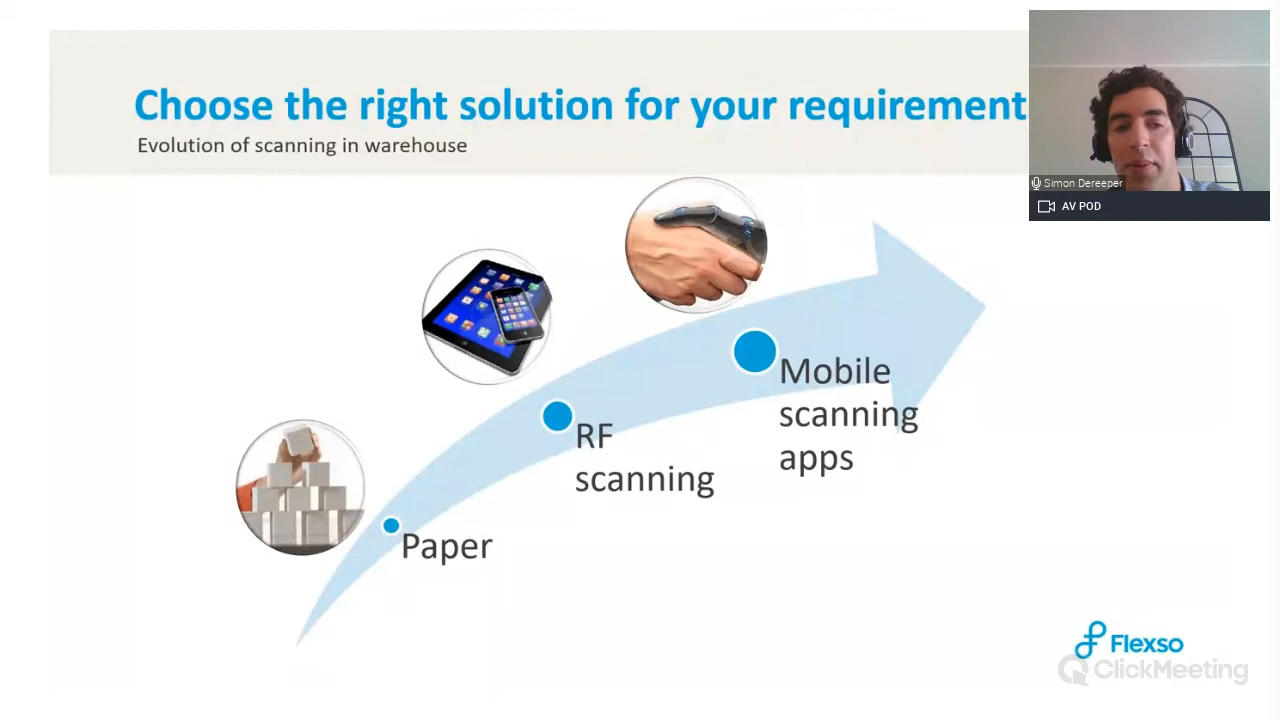 Choose the right solution for your requirement
Evolution of scanning in warehouse
Simon Dereeper
AV POD
Mobile
scanning
apps
RF
scanning
Paper
Flexso
ClickMeeting